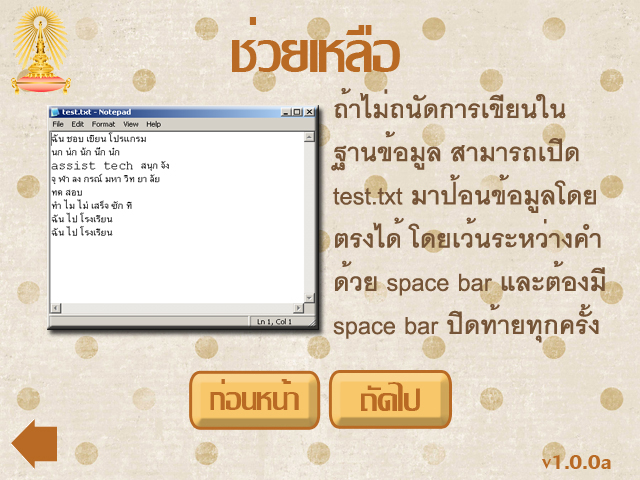 ช่วยเหลือ
test.txt - Notepad
File Edit Format View Help
ฉัน ชอบ เขียน โปรแกรม
นก น่ก นัก นึก นํก
assist tech สนุก จัง
จุ ฬา ลง กรณ์ มหา วิท ยา ลัย
ทด สอบ
ทำ ไม ไม่ เสร็จ ซัก ที
ฉัน ไป โรงเรียน
ฉัน ไป โรงเรียน
Ln 1, Col 1
ถ้าไม่ถนัดการเขียนใน
ฐานข้อมูล สามารถเปิด
test.txt มาป้อนข้อมูลโดย
ตรงได้ โดยเว้นระหว่างคำ
ด้วย space bar และต้องมี
space bar ปิดท้ายทุกครั้ง
ก่อนหน้า
ถัดไป
v1.0.0a